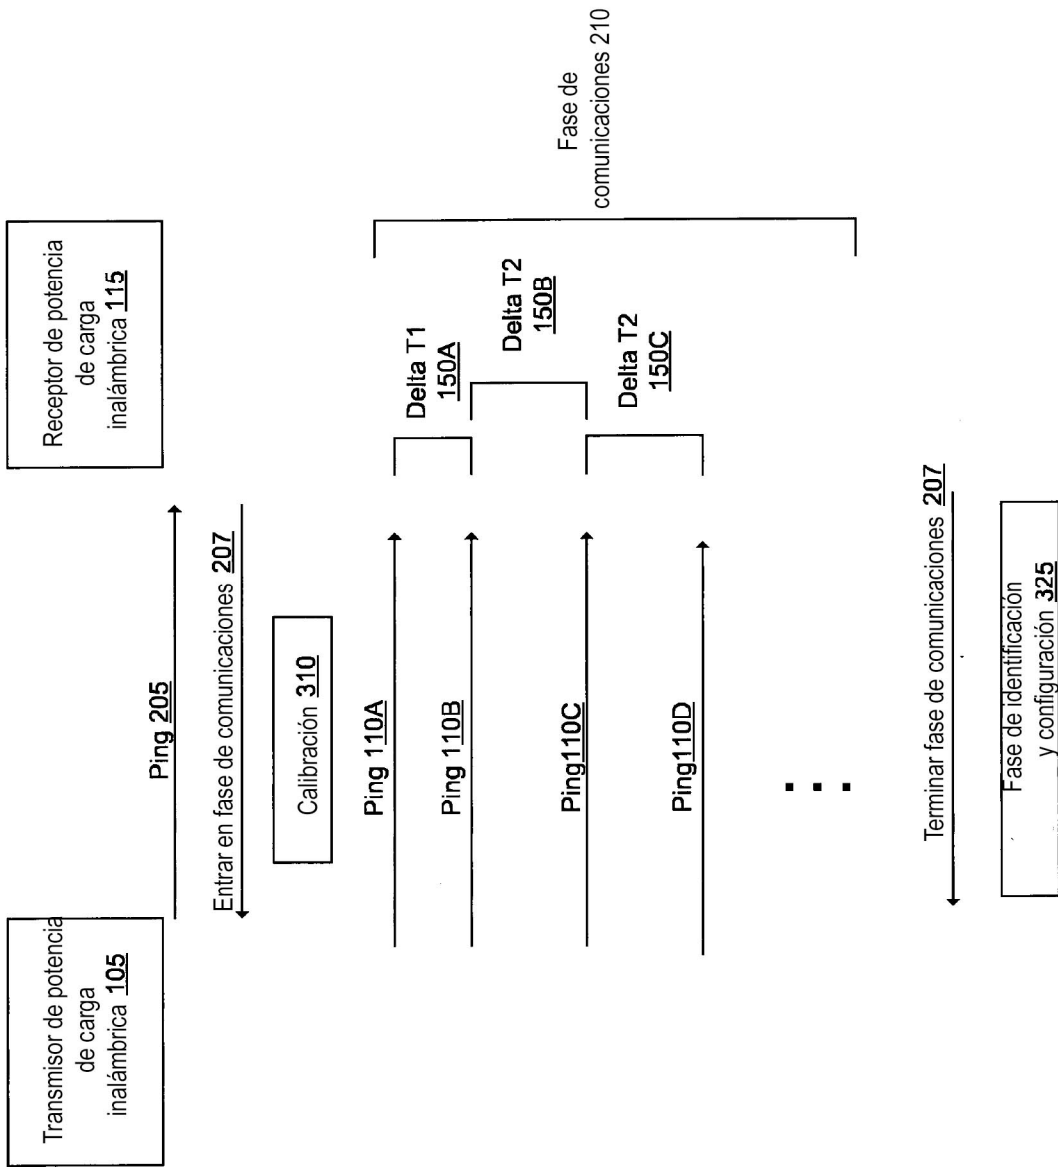 Transmisor de potencia
de carga
inalámbrica 105
Receptor de potencia
de carga
inalámbrica 115
Ping 205
Entrar en fase de comunicaciones 207
Calibración 310
Ping 110A
Ping 110B
Ping110C
Ping110D
Delta T1
150A
Delta T2
150B
Delta T2
150C
Fase de
comunicaciones 210
Terminar fase de comunicaciones 207
Fase de identificación
y configuración 325